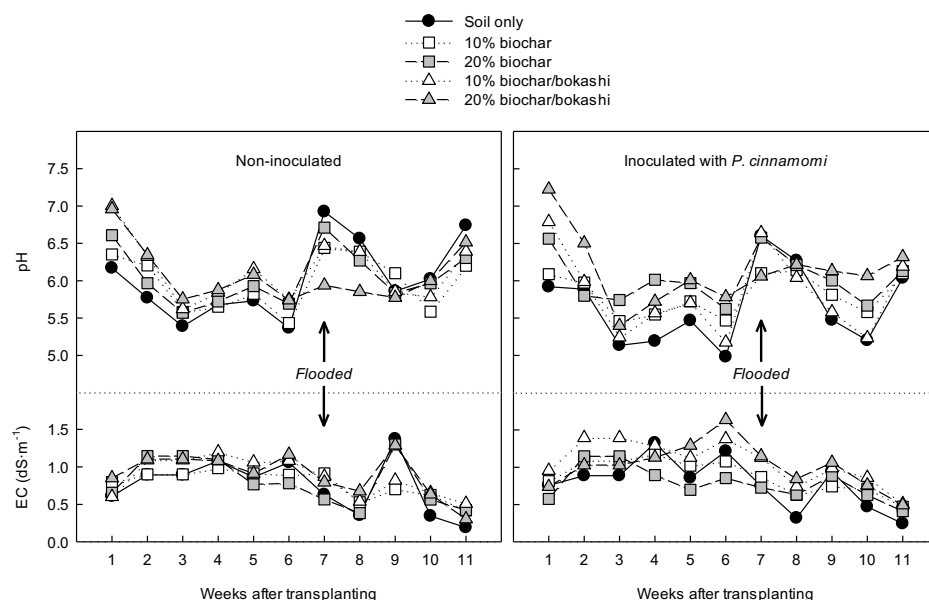 Soil only
10% biochar
20% biochar
10% biochar/bokashi
20% biochar/bokashi
Non-inoculated
Inoculated with P. cinnamomi
pH
7.5
7.0
6.5
6.0
5.5
5.0
Flooded
Flooded
EC (dS·m⁻¹)
1.5
1.0
0.5
0.0
1 2 3 4 5 6 7 8 9 10 11
1 2 3 4 5 6 7 8 9 10 11
Weeks after transplanting
Weeks after transplanting